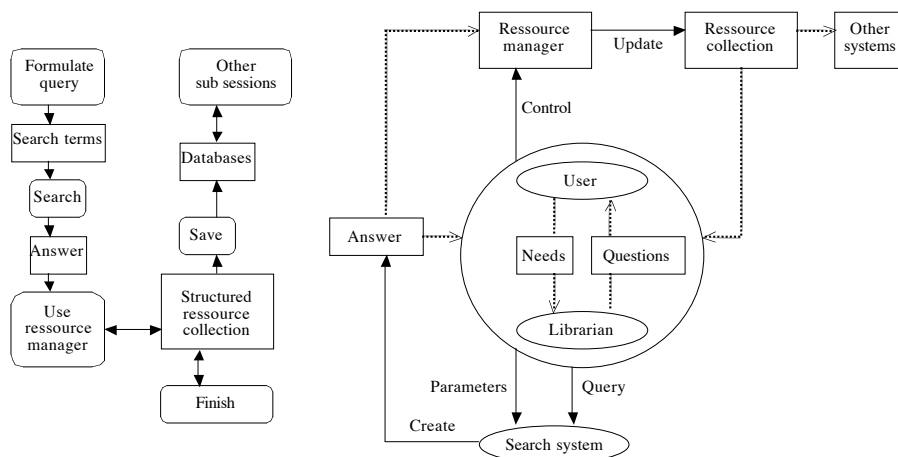 Formulate
query
Search terms
Search
Answer
Use
ressource
manager
Other
sub sessions
Databases
Save
Structured
ressource
collection
Finish
Ressource
manager
Update
Ressource
collection
Other
systems
Control
User
Answer
Needs
Questions
Librarian
Parameters
Query
Create
Search system